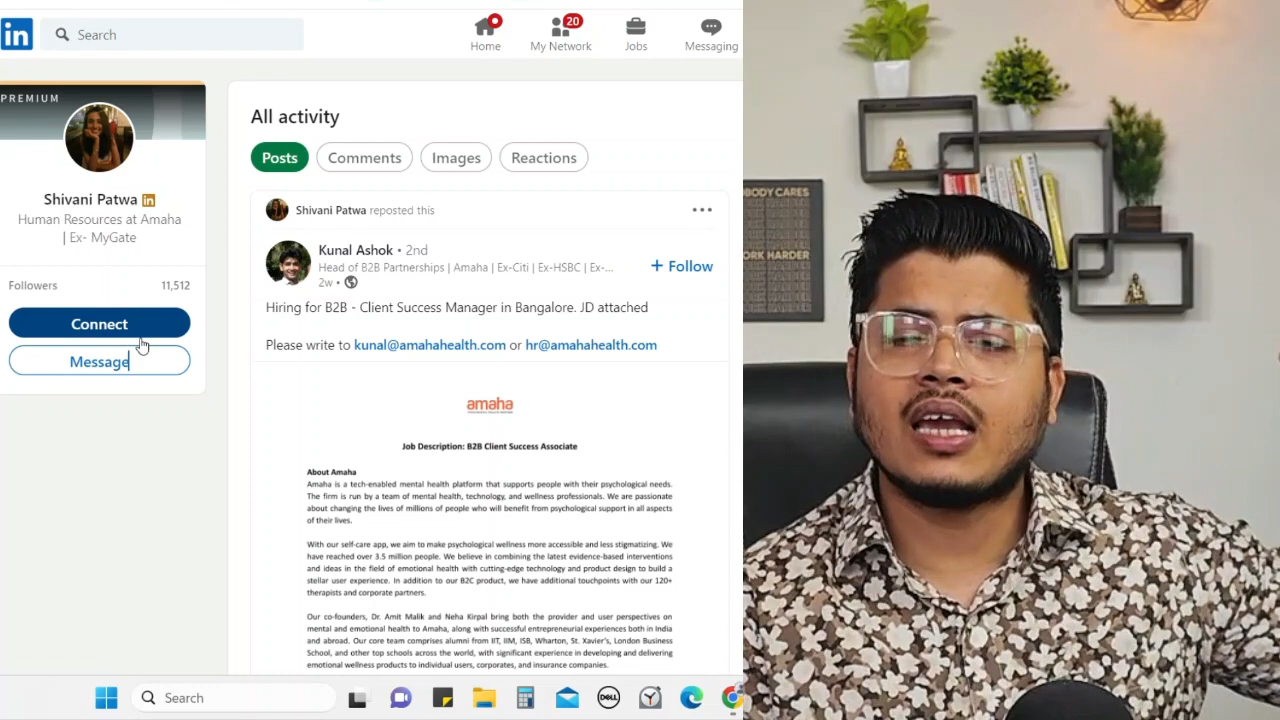 in
Search
20
Home
My Network
Jobs
Messaging
PREMIUM
Shivani Patwa in
Human Resources at Amaha
| Ex- MyGate
Followers 11,512
Connect
Message
All activity
Posts
Comments
Images
Reactions
Shivani Patwa reposted this
Kunal Ashok • 2nd
Head of B2B Partnerships | Amaha | Ex-Citi | Ex-HSBC | Ex-...
2w •
+ Follow
Hiring for B2B - Client Success Manager in Bangalore. JD attached
Please write to kunal@amahahealth.com or hr@amahahealth.com
amaha
Job Description: B2B Client Success Associate
About Amaha
Amaha is a tech-enabled mental health platform that supports people with their psychological needs.
The firm is run by a team of mental health, technology, and wellness professionals. We are passionate
about changing the lives of millions of people who will benefit from psychological support in all aspects
of their lives.
With our self-care app, we aim to make psychological wellness more accessible and less stigmatizing. We
have reached over 3.5 million people. We believe in combining the latest evidence-based interventions
and ideas in the field of emotional health with cutting-edge technology and product design to build a
stellar user experience. In addition to our B2C product, we have additional touchpoints with our 120+
therapists and corporate partners.
Our co-founders, Dr. Amit Malik and Neha Kirpal bring both the provider and user perspectives on
mental and emotional health to Amaha, along with successful entrepreneurial experiences both in India
and abroad. Our core team comprises alumni from IIT, IIM, ISB, Wharton, St. Xavier's, London Business
School, and other top schools across the world, with significant experience in developing and delivering
emotional wellness products to individual users, corporates, and insurance companies.
Search
DELL
OBODY CARES
ORK HARDER